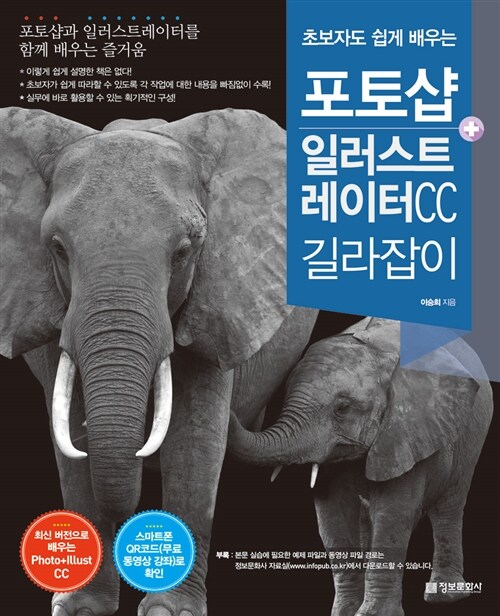 포토샵과 일러스트레이터를
함께 배우는 즐거움
* 이렇게 쉽게 설명한 책은 없다!
* 초보자가 쉽게 따라할 수 있도록 각 작업에 대한 내용을 빠짐없이 수록!
* 실무에 바로 활용할 수 있는 획기적인 구성!
초보자도 쉽게 배우는
포토샵
+
일러스트
레이터CC
길라잡이
이승희 지음
최신 버전으로
배우는
Photo+Illust
CC
스마트폰
QR코드(무료
동영상 강좌)로
확인
부록 : 본문 실습에 필요한 예제 파일과 동영상 파일 경로는
정보문화사 자료실(www.infopub.co.kr)에서 다운로드할 수 있습니다.
정보문화사